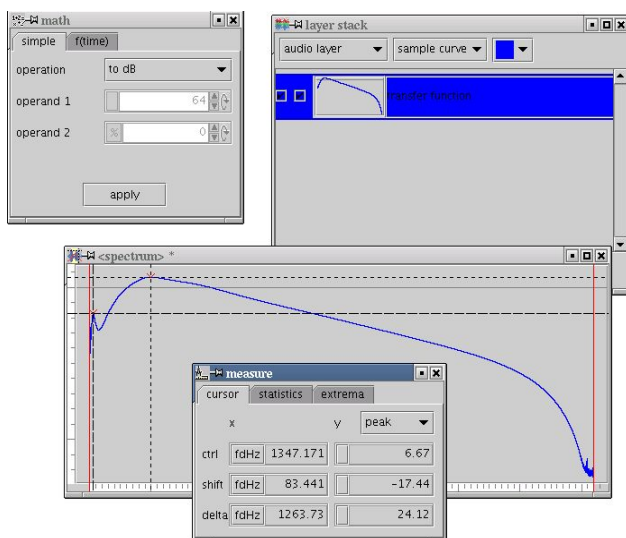 math
simple f(time)
operation to dB
operand 1 64
operand 2 % 0
apply
layer stack
audio layer sample curve
transfer function
<spectrum> *
measure
cursor statistics extrema
x y peak
ctrl fdHz 1347.171 6.67
shift fdHz 83.441 -17.44
delta fdHz 1263.73 24.12